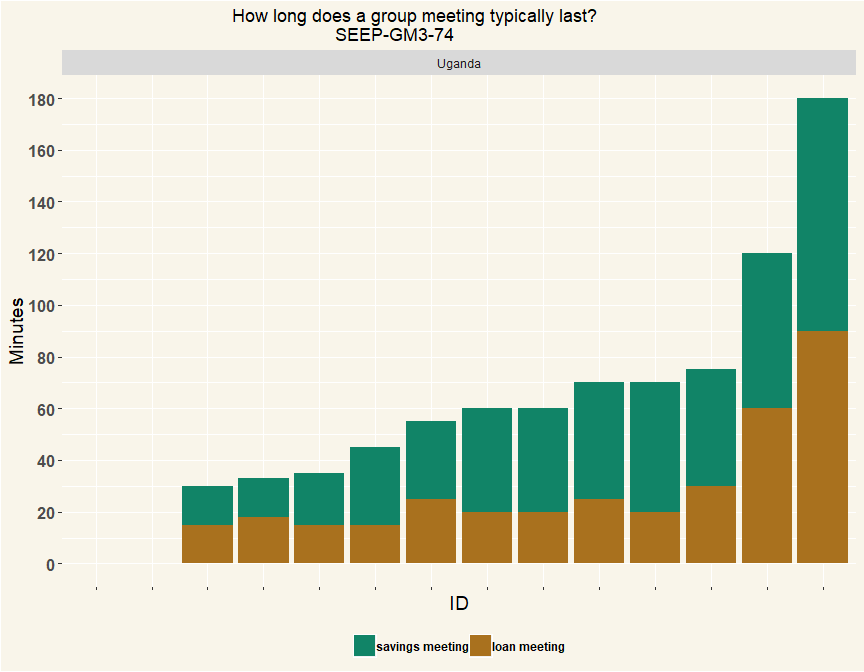 How long does a group meeting typically last?
SEEP-GM3-74
Uganda
180
160
140
120
100
80
60
40
20
0
Minutes
ID
savings meeting loan meeting